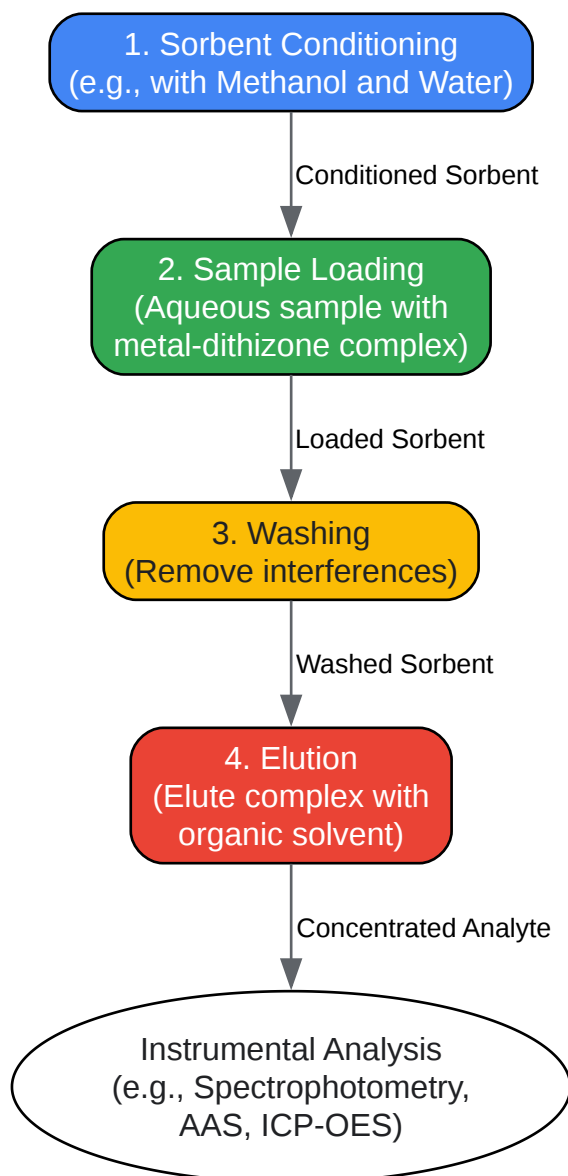 1. Sorbent Conditioning
(e.g., with Methanol and Water)
Conditioned Sorbent
2. Sample Loading
(Aqueous sample with
metal-dithizone complex)
Loaded Sorbent
3. Washing
(Remove interferences)
Washed Sorbent
4. Elution
(Elute complex with
organic solvent)
Concentrated Analyte
Instrumental Analysis
(e.g., Spectrophotometry,
AAS, ICP-OES)